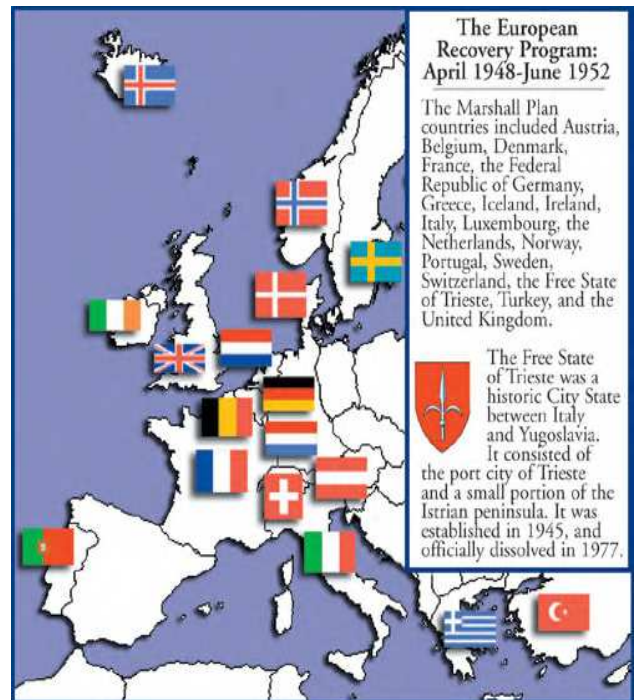 The European
Recovery Program:
April 1948-June 1952
The Marshall Plan
countries included Austria,
Belgium, Denmark,
France, the Federal
Republic of Germany,
Greece, Iceland, Ireland,
Italy, Luxembourg, the
Netherlands, Norway,
Portugal, Sweden,
Switzerland, the Free State
of Trieste, Turkey, and the
United Kingdom.
The Free State
of Trieste was a
historic City State
between Italy
and Yugoslavia.
It consisted of
the port city of Trieste
and a small portion of the
Istrian peninsula. It was
established in 1945, and
officially dissolved in 1977.